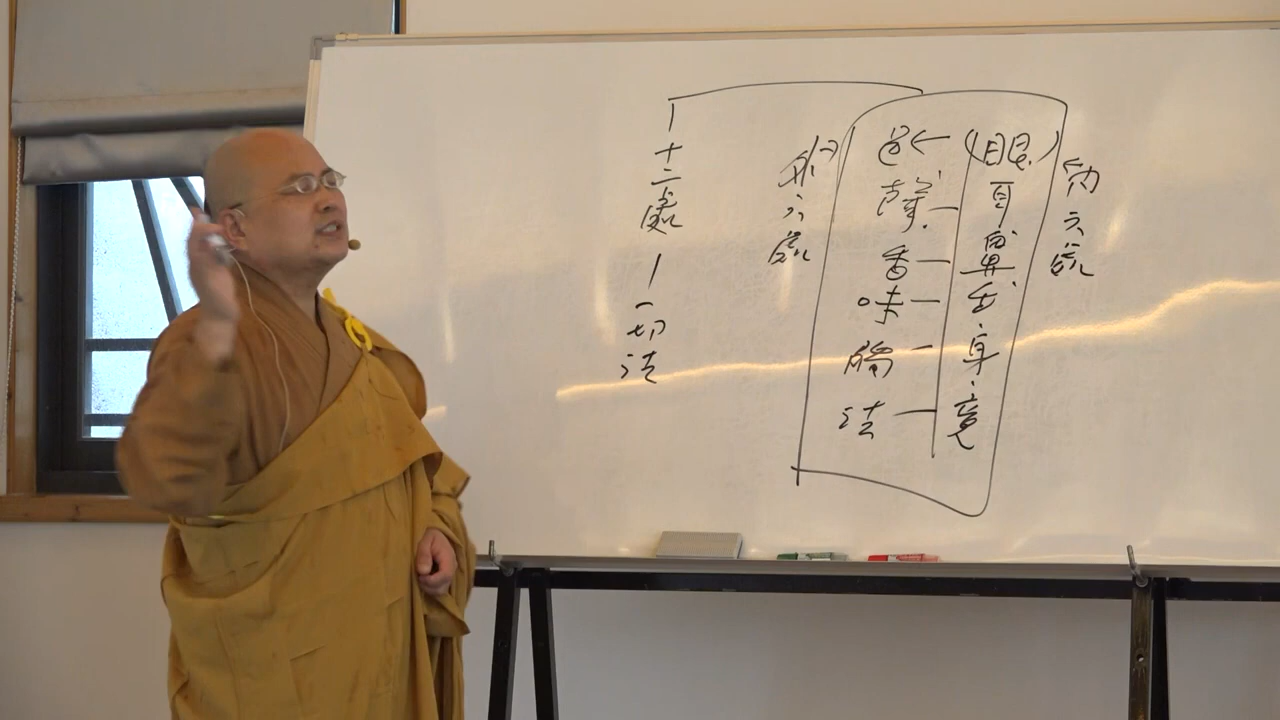 內六處
眼耳鼻舌身意
色聲香味觸法
外六處
十二處 | 一切法